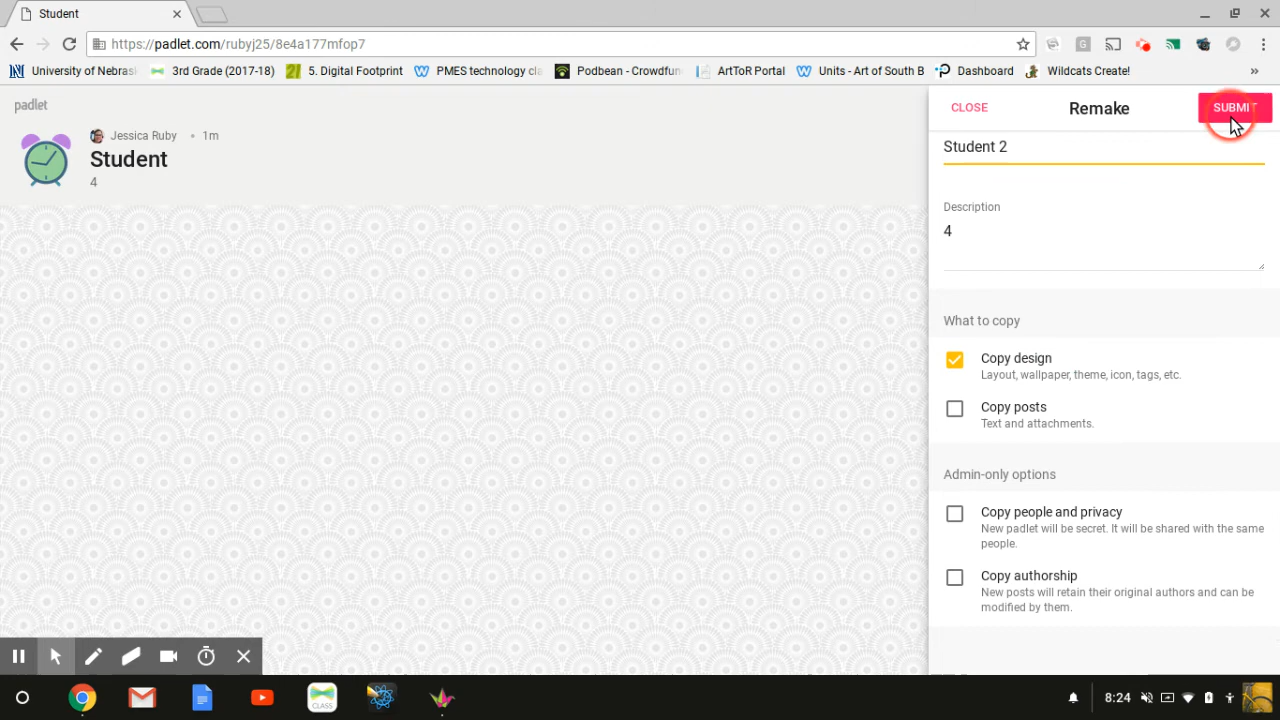 Student
https://padlet.com/rubyj25/8e4a177mfop7
University of Nebras
3rd Grade (2017-18)
5. Digital Footprint
PMES technology cla
Podbean - Crowdfun
ArtToR Portal
Units - Art of South B
Dashboard
Wildcats Create!
»
padlet
Jessica Ruby • 1m
Student
4
CLOSE
Remake
SUBMIT
Student 2
Description
4
What to copy
Copy design
Layout, wallpaper, theme, icon, tags, etc.
Copy posts
Text and attachments.
Admin-only options
Copy people and privacy
New padlet will be secret. It will be shared with the same
people.
Copy authorship
New posts will retain their original authors and can be
modified by them.
CLASS
8:24